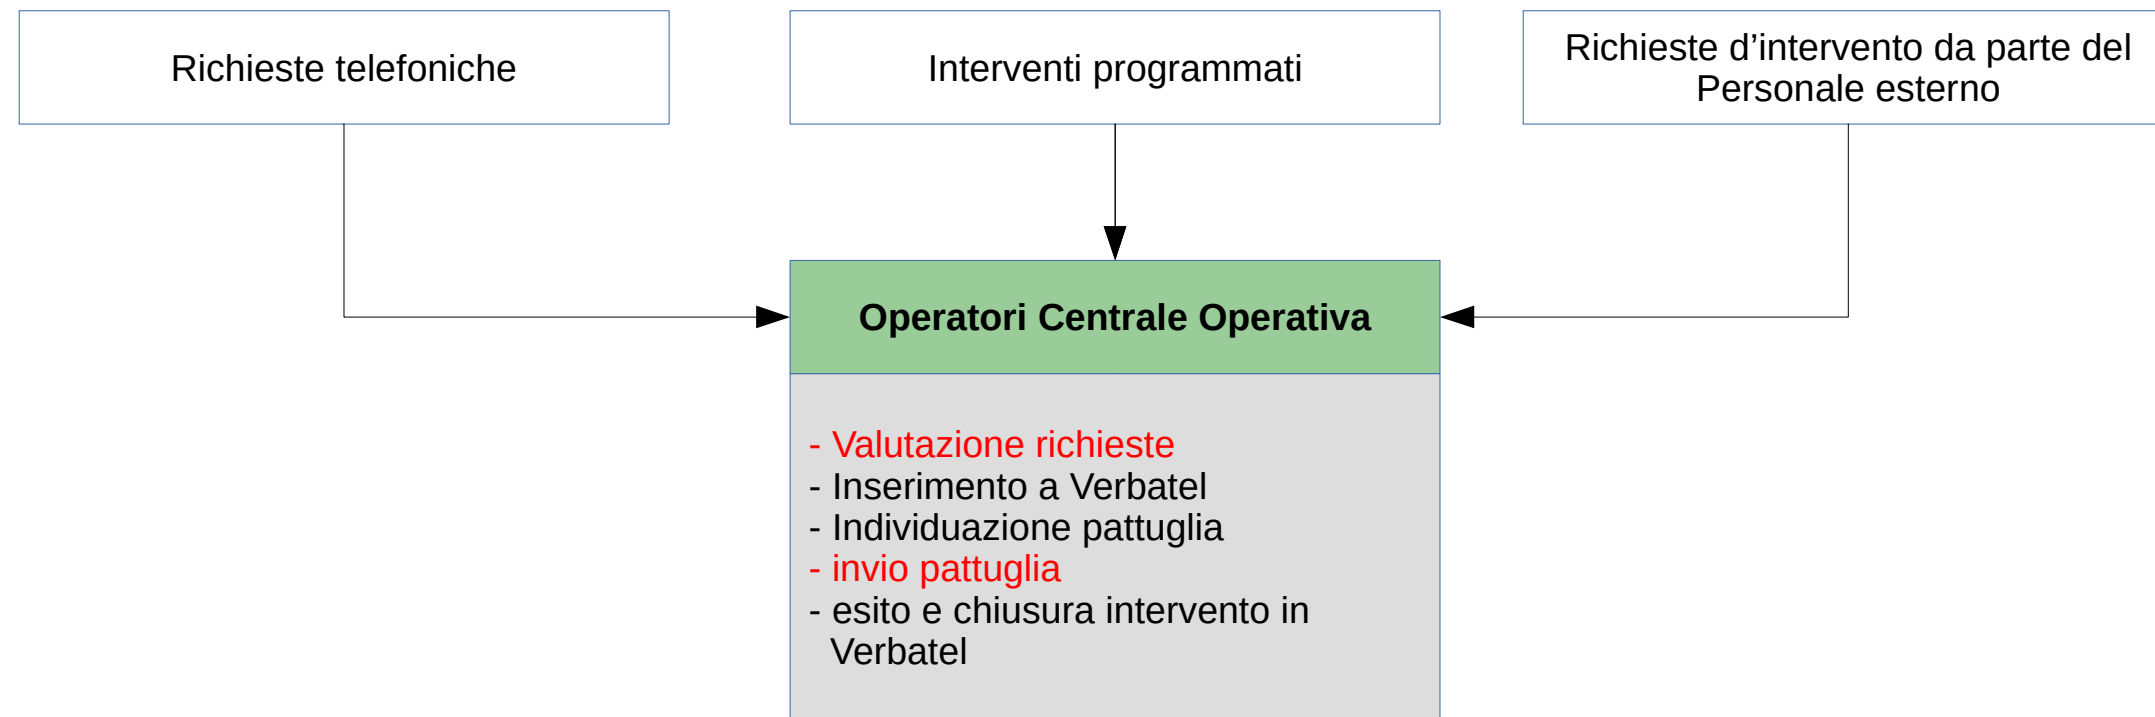 Richieste telefoniche
Interventi programmati
Richieste d’intervento da parte del
Personale esterno
Operatori Centrale Operativa
- Valutazione richieste
- Inserimento a Verbatel
- Individuazione pattuglia
- invio pattuglia
- esito e chiusura intervento in
Verbatel